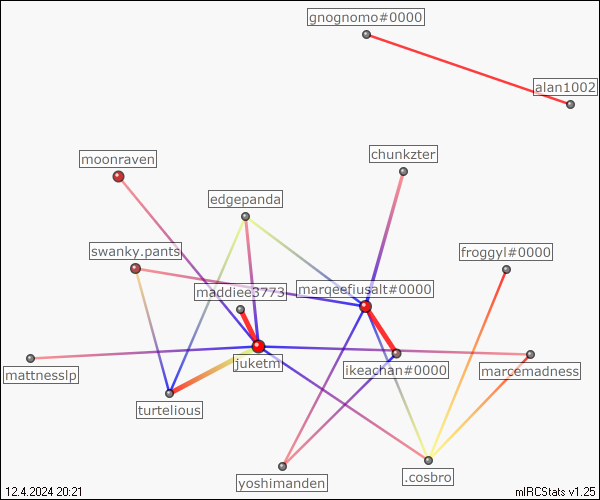 gnognomo#0000
alan1002
chunkzter
moonraven
edgepanda
swanky.pants
froggyl#0000
maddiee3773
marqeefiusalt#0000
juketm
ikeachan#0000
mattnesslp
marcemadness
turtelious
.cosbro
yoshimanden
12.4.2024 20:21
mIRCStats v1.25